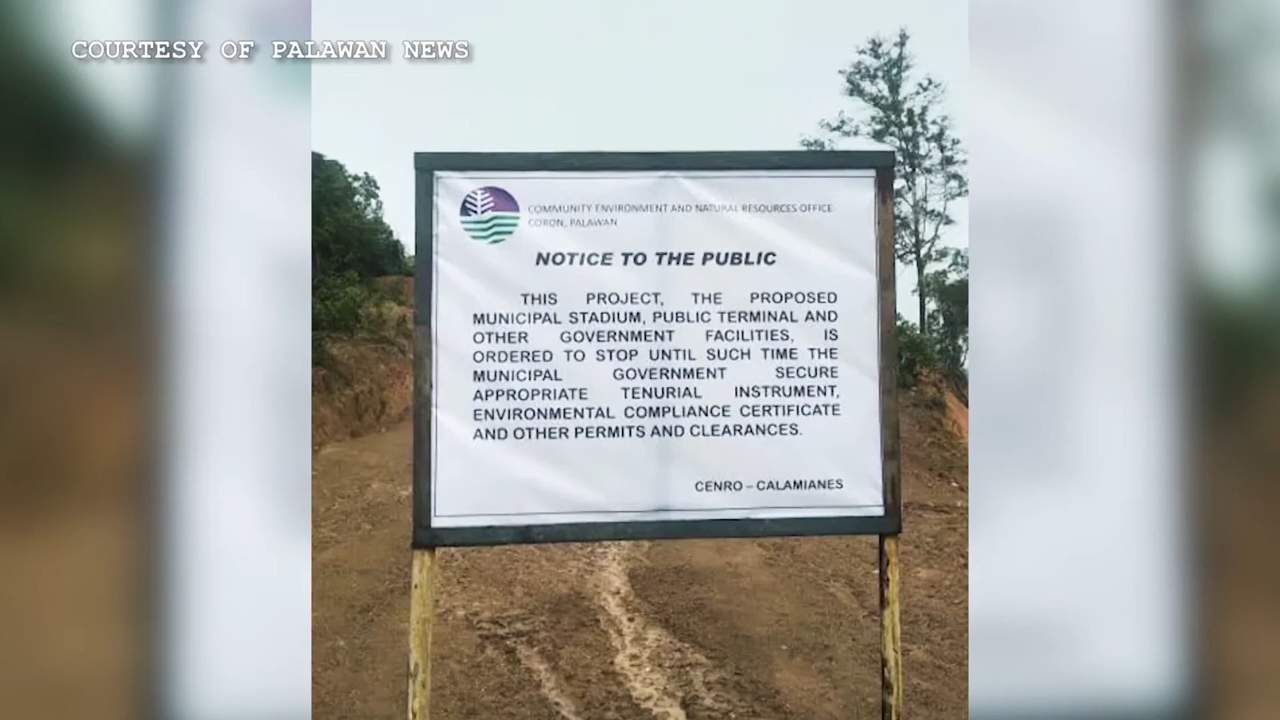 COURTESY OF PALAWAN NEWS
COMMUNITY ENVIRONMENT AND NATURAL RESOURCES OFFICE
CORON, PALAWAN
NOTICE TO THE PUBLIC
THIS PROJECT, THE PROPOSED
MUNICIPAL STADIUM, PUBLIC TERMINAL AND
OTHER GOVERNMENT FACILITIES, IS
ORDERED TO STOP UNTIL SUCH TIME THE
MUNICIPAL GOVERNMENT SECURE
APPROPRIATE TENURIAL INSTRUMENT,
ENVIRONMENTAL COMPLIANCE CERTIFICATE
AND OTHER PERMITS AND CLEARANCES.
CENRO – CALAMIANES